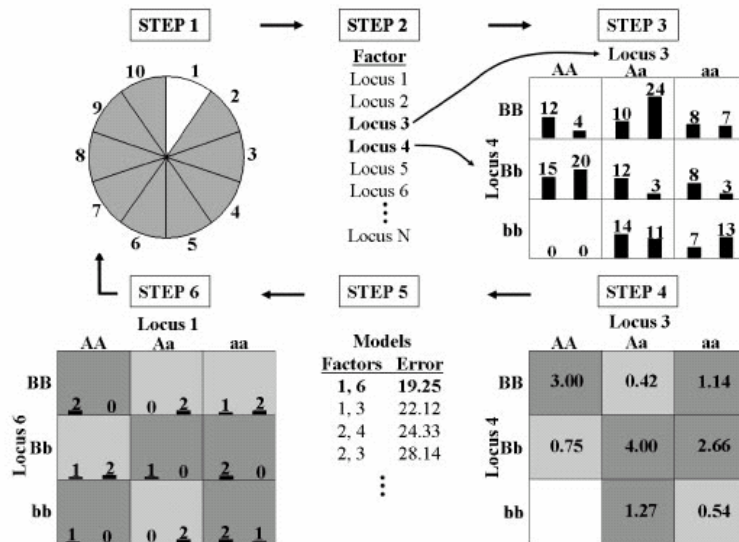 STEP 1
STEP 2
STEP 3
10
1
9
2
8
3
7
4
6
5
Factor
Locus 1
Locus 2
Locus 3
Locus 4
Locus 5
Locus 6
Locus N
Locus 3
AA Aa aa
Locus 4
BB 12 4 10 24 8 7
Bb 15 20 12 3 8 3
bb 0 0 14 11 7 13
STEP 6
STEP 5
STEP 4
Locus 1
AA Aa aa
Locus 6
BB 2 0 0 2 1 2
Bb 1 2 1 0 2 0
bb 1 0 0 2 2 1
Models
Factors Error
1, 6 19.25
1, 3 22.12
2, 4 24.33
2, 3 28.14
Locus 3
AA Aa aa
Locus 4
BB 3.00 0.42 1.14
Bb 0.75 4.00 2.66
bb 1.27 0.54